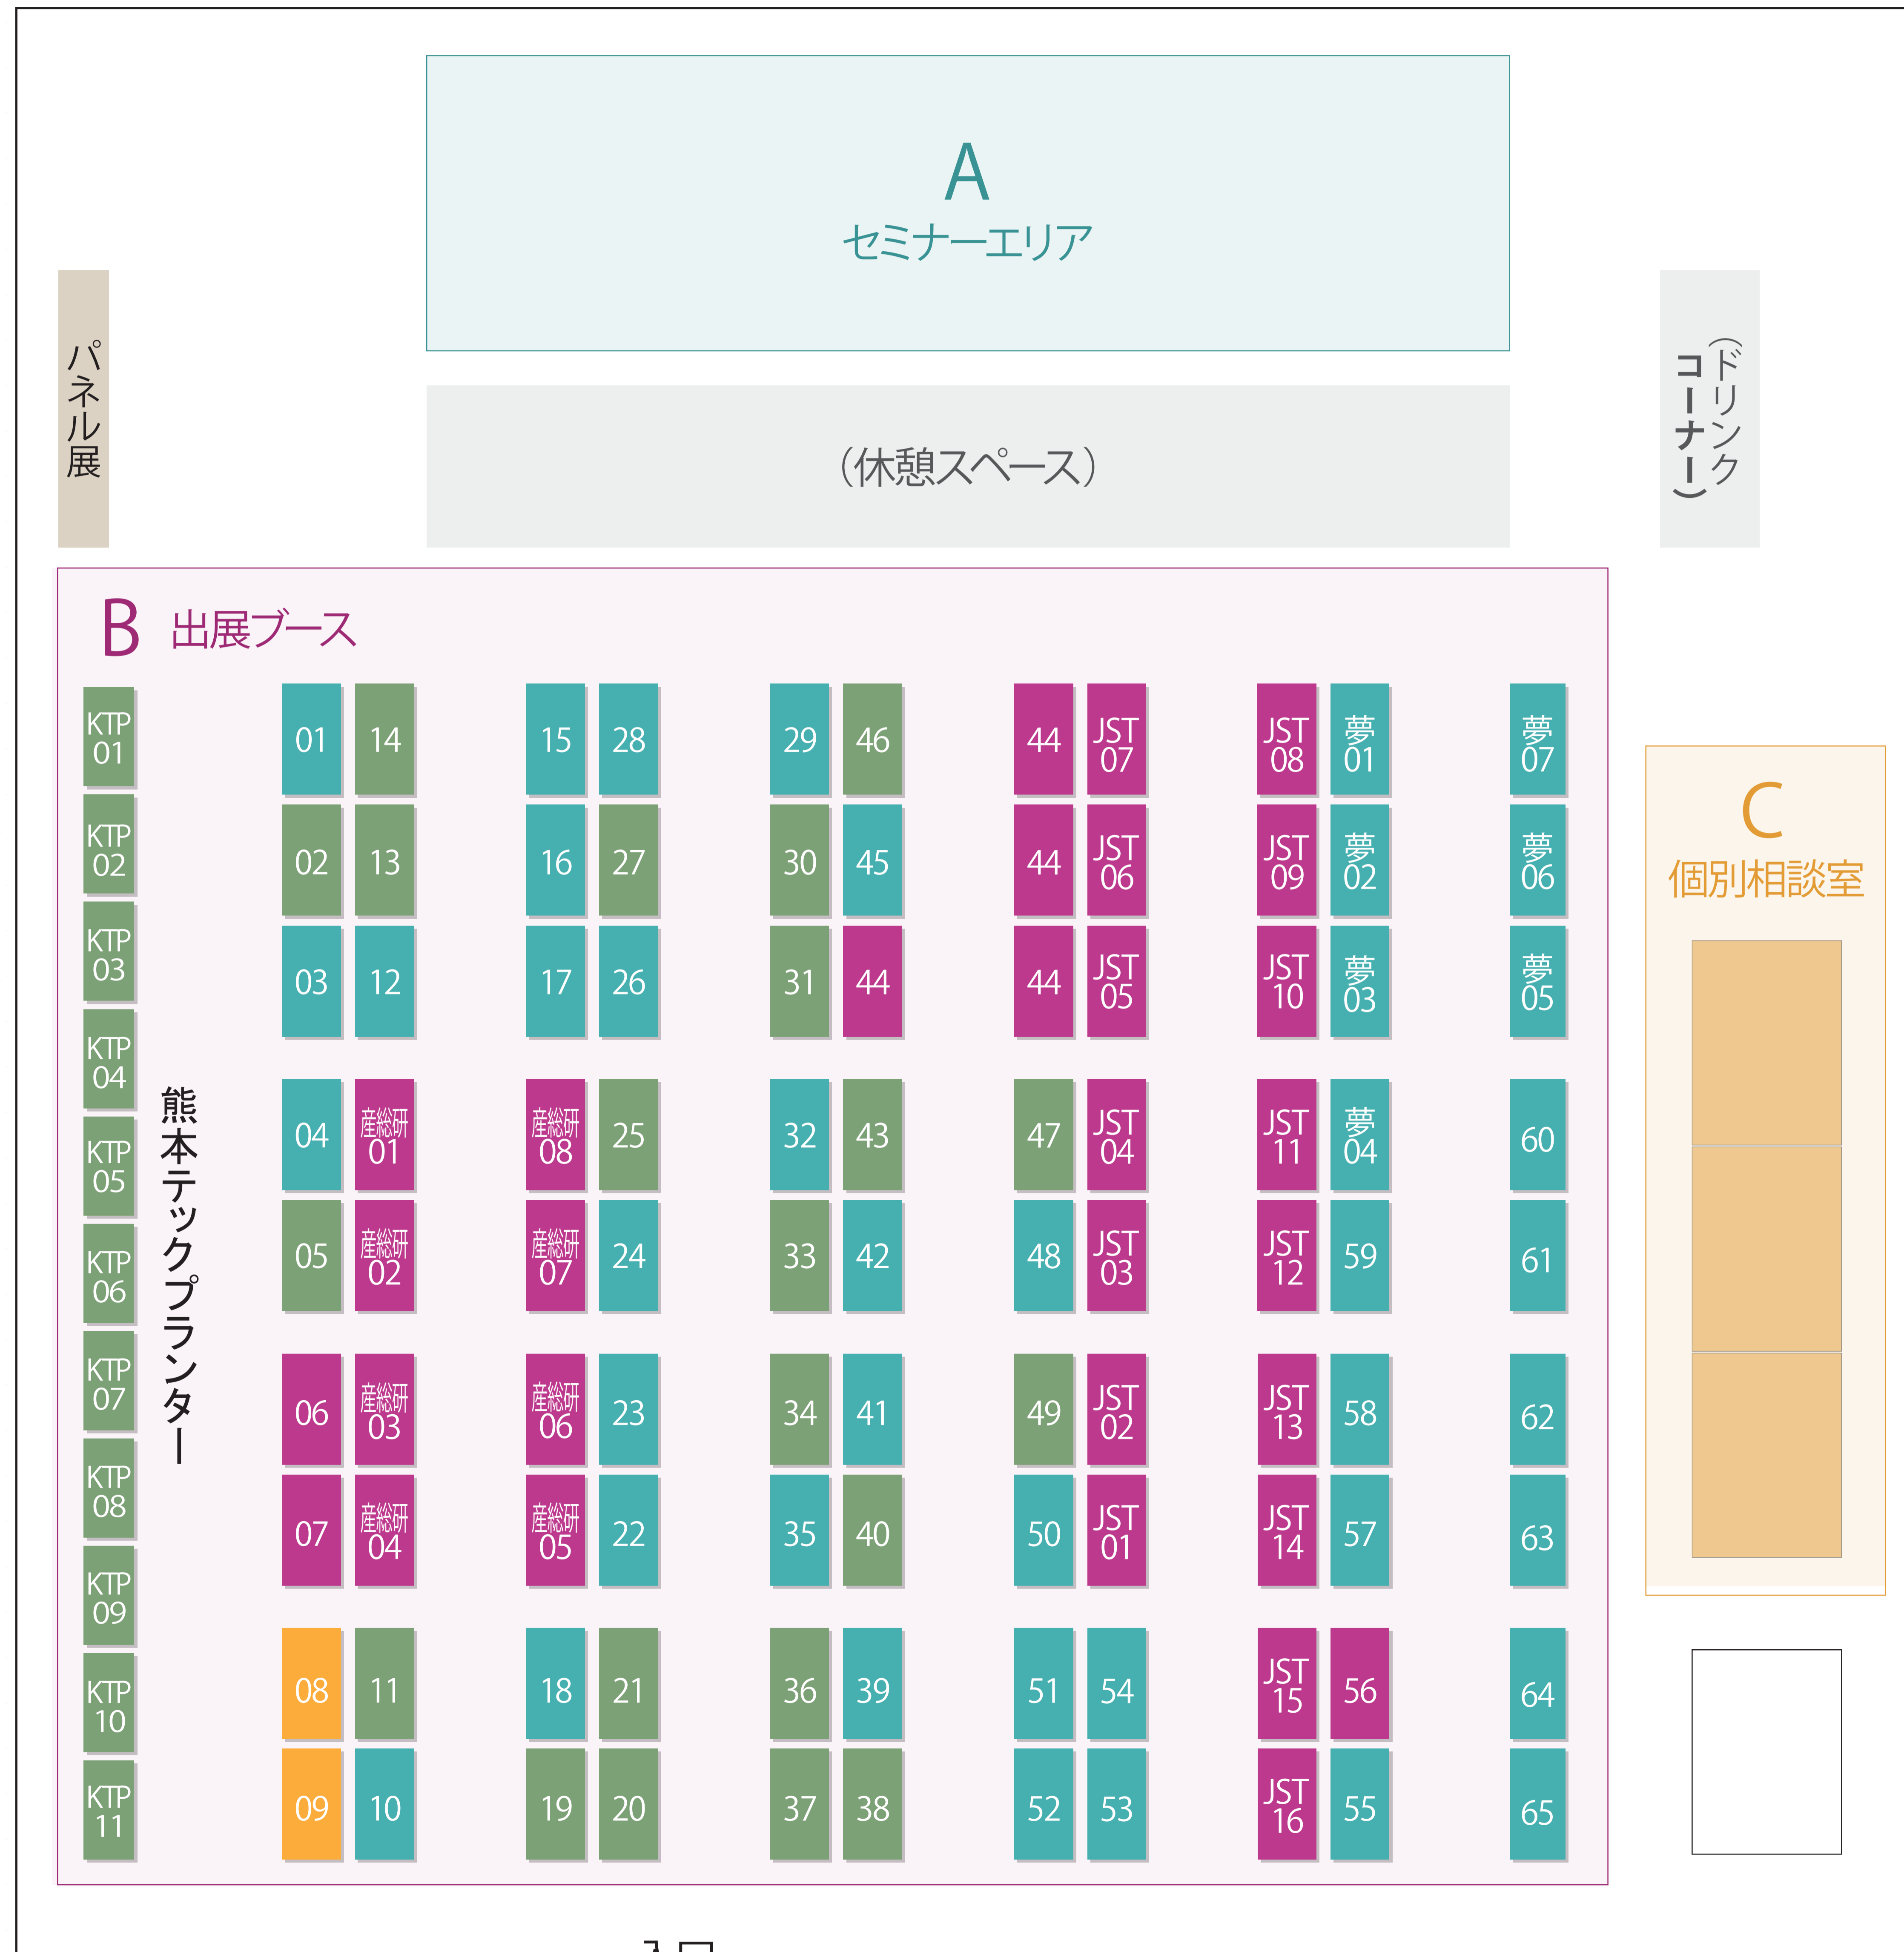 A
セミナーエリア
パネル展
（休憩スペース）
（ドリンク
コーナー）
B 出展ブース
KTP
01
KTP
02
KTP
03
KTP
04
KTP
05
KTP
06
KTP
07
KTP
08
KTP
09
KTP
10
KTP
11
熊本テックプランター
01 14
02 13
03 12
04 産総研
01
05 産総研
02
06 産総研
03
07 産総研
04
08 11
09 10
15 28
16 27
17 26
産総研
08 25
産総研
07 24
産総研
06 23
産総研
05 22
18 21
19 20
29 46
30 45
31 44
32 43
33 42
34 41
35 40
36 39
37 38
44 JST
07
44 JST
06
44 JST
05
47 JST
04
48 JST
03
49 JST
02
50 JST
01
51 54
52 53
JST 夢
08 01
JST 夢
09 02
JST 夢
10 03
JST 夢
11 04
JST
12 59
JST
13 58
JST
14 57
JST
15 56
JST
16 55
夢
07
夢
06
夢
05
60
61
62
63
64
65
C
個別相談室